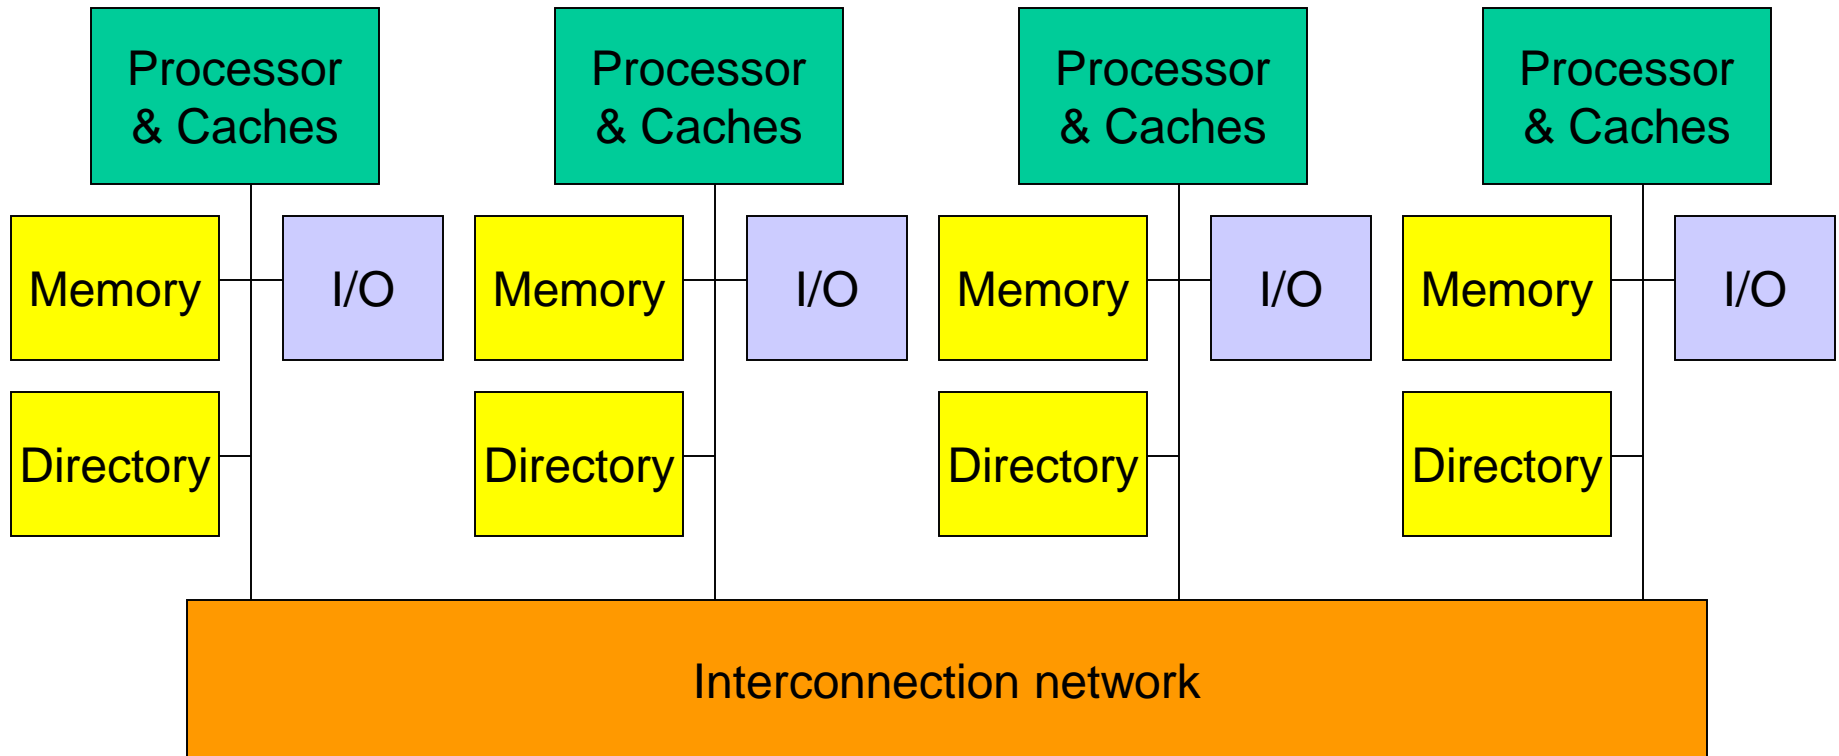 Processor
& Caches
Processor
& Caches
Processor
& Caches
Processor
& Caches
Memory
I/O
Memory
I/O
Memory
I/O
Memory
I/O
Directory
Directory
Directory
Directory
Interconnection network